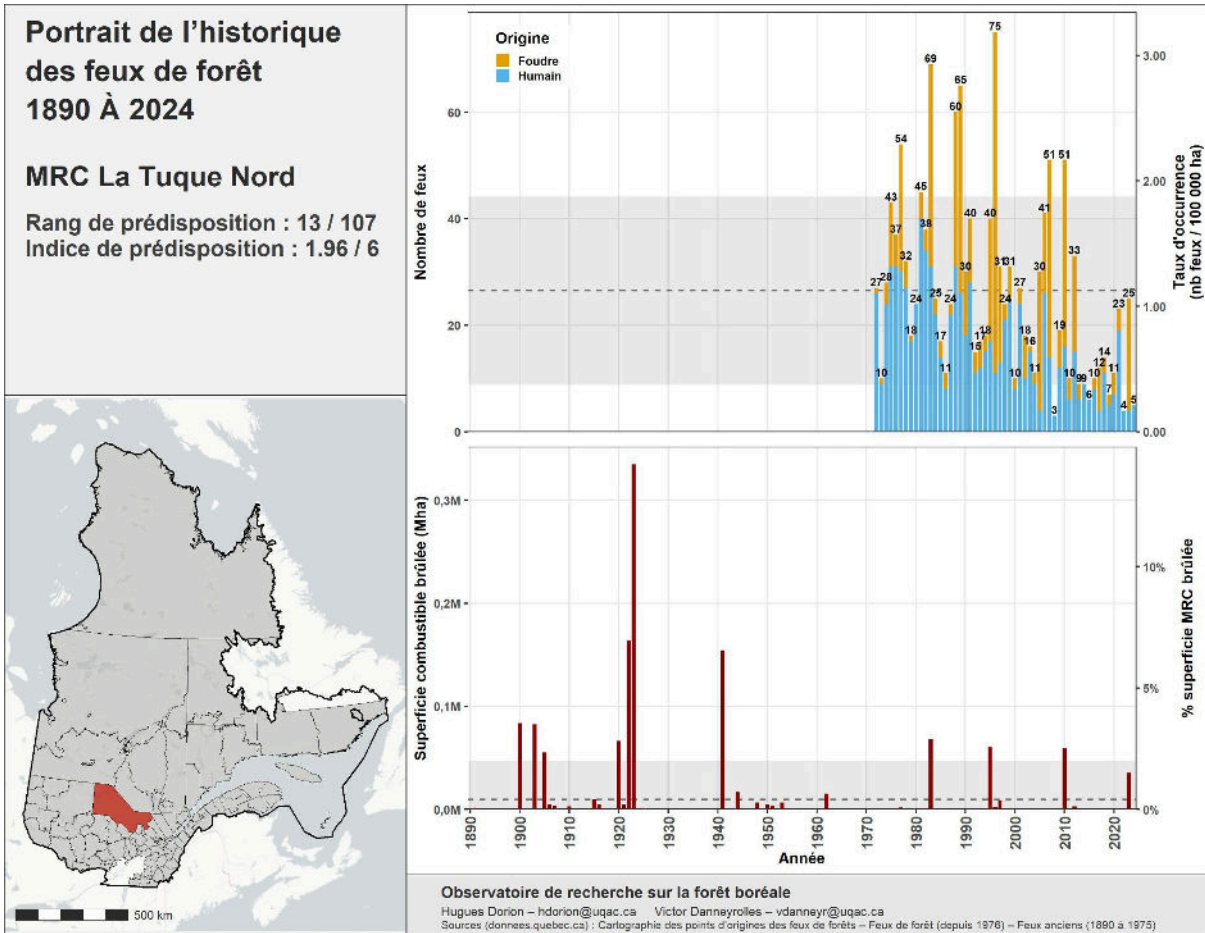 Portrait de l'historique
des feux de forêt
1890 À 2024
MRC La Tuque Nord
Rang de prédisposition : 13 / 107
Indice de prédisposition : 1.96 / 6
500 km
Origine
Foudre
Humain
Nombre de feux
60
40
20
0
Taux d'occurrence
(nb feux / 100 000 ha)
3.00
2.00
1.00
0.00
27
10
28
43
37
54
32
18
24
45
38
69
25
17
11
24
60
65
30
40
15
17
18
40
75
31
24
31
10
27
18
16
11
30
41
51
3
19
51
10
33
9
9
6
10
12
14
7
11
23
4
25
5
Superficie combustible brûlée (Mha)
0,3M
0,2M
0,1M
0,0M
% superficie MRC brûlée
10%
5%
0%
1890 1900 1910 1920 1930 1940 1950 1960 1970 1980 1990 2000 2010 2020
Année
Observatoire de recherche sur la forêt boréale
Hugues Dorion – hdorion@uqac.ca Victor Danneyrolles – vdanneyr@uqac.ca
Sources (donnees.quebec.ca) : Cartographie des points d'origines des feux de forêts – Feux de forêt (depuis 1976) – Feux anciens (1890 à 1975)